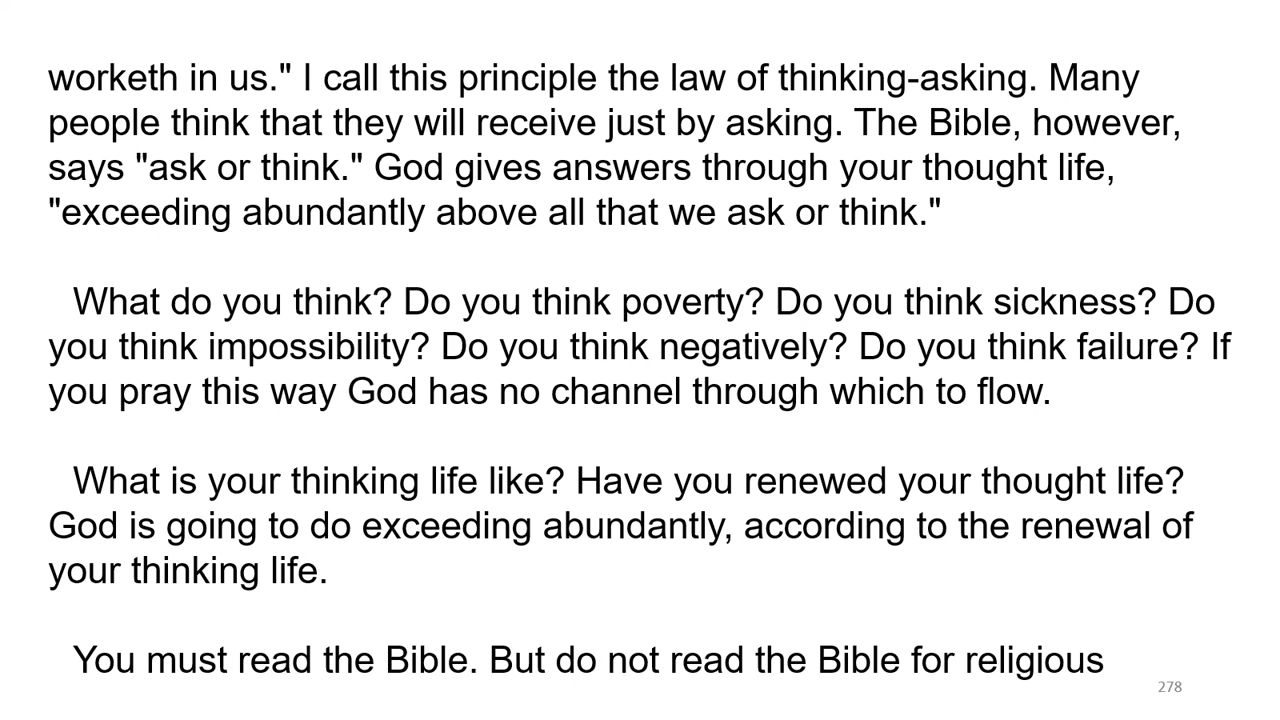 worketh in us." I call this principle the law of thinking-asking. Many
people think that they will receive just by asking. The Bible, however,
says "ask or think." God gives answers through your thought life,
"exceeding abundantly above all that we ask or think."
What do you think? Do you think poverty? Do you think sickness? Do
you think impossibility? Do you think negatively? Do you think failure? If
you pray this way God has no channel through which to flow.
What is your thinking life like? Have you renewed your thought life?
God is going to do exceeding abundantly, according to the renewal of
your thinking life.
You must read the Bible. But do not read the Bible for religious
278